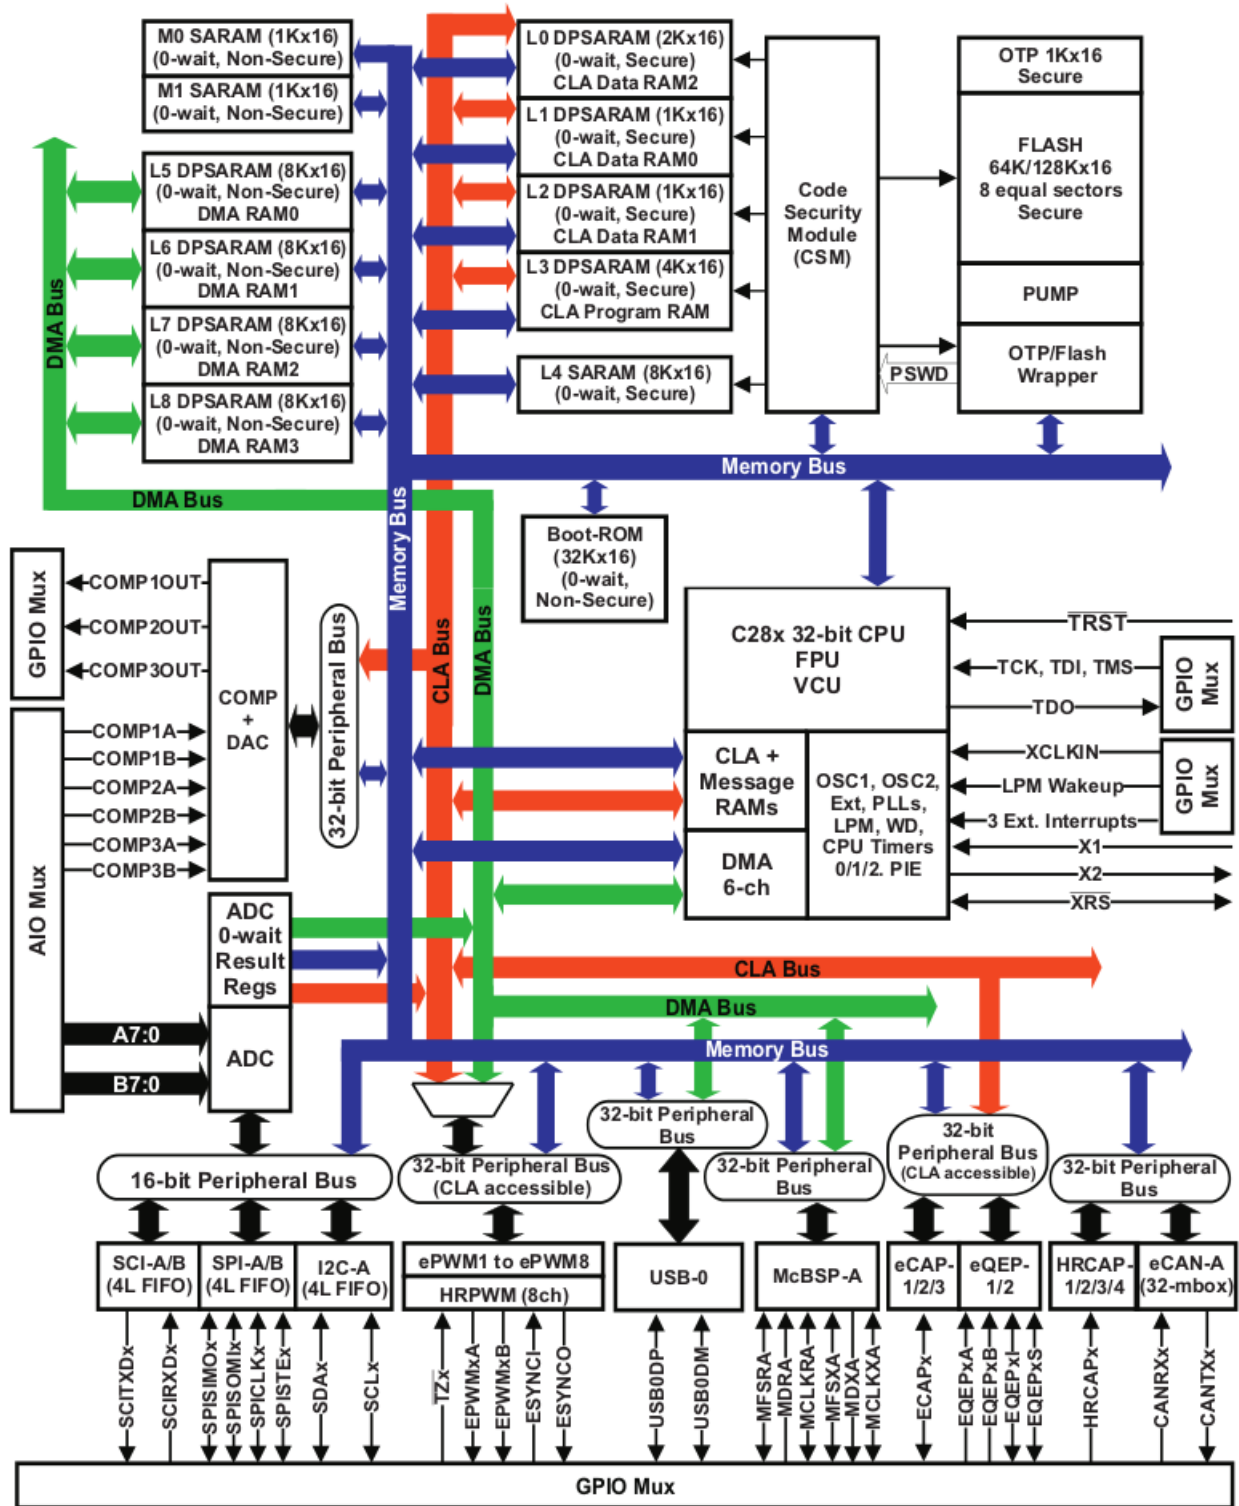 M0 SARAM (1Kx16)
(0-wait, Non-Secure)
M1 SARAM (1Kx16)
(0-wait, Non-Secure)
L5 DPSARAM (8Kx16)
(0-wait, Non-Secure)
DMA RAM0
L6 DPSARAM (8Kx16)
(0-wait, Non-Secure)
DMA RAM1
L7 DPSARAM (8Kx16)
(0-wait, Non-Secure)
DMA RAM2
L8 DPSARAM (8Kx16)
(0-wait, Non-Secure)
DMA RAM3
DMA Bus
DMA Bus
L0 DPSARAM (2Kx16)
(0-wait, Secure)
CLA Data RAM2
L1 DPSARAM (1Kx16)
(0-wait, Secure)
CLA Data RAM0
L2 DPSARAM (1Kx16)
(0-wait, Secure)
CLA Data RAM1
L3 DPSARAM (4Kx16)
(0-wait, Secure)
CLA Program RAM
L4 SARAM (8Kx16)
(0-wait, Secure)
Code
Security
Module
(CSM)
OTP 1Kx16
Secure
FLASH
64K/128Kx16
8 equal sectors
Secure
PUMP
OTP/Flash
Wrapper
PSWD
Memory Bus
Memory Bus
Boot-ROM
(32Kx16)
(0-wait,
Non-Secure)
GPIO Mux
COMP1OUT
COMP2OUT
COMP3OUT
AIO Mux
COMP1A
COMP1B
COMP2A
COMP2B
COMP3A
COMP3B
COMP
+
DAC
32-bit Peripheral Bus
CLA Bus
DMA Bus
C28x 32-bit CPU
FPU
VCU
CLA +
Message
RAMs
DMA
6-ch
OSC1, OSC2,
Ext, PLLs,
LPM, WD,
CPU Timers
0/1/2. PIE
TRST
TCK, TDI, TMS
TDO
GPIO
Mux
XCLKIN
LPM Wakeup
3 Ext. Interrupts
GPIO
Mux
X1
X2
XRS
ADC
0-wait
Result
Regs
ADC
A7:0
B7:0
CLA Bus
DMA Bus
Memory Bus
16-bit Peripheral Bus
32-bit Peripheral Bus
(CLA accessible)
32-bit Peripheral
Bus
32-bit Peripheral
Bus
32-bit
Peripheral Bus
(CLA accessible)
32-bit Peripheral
Bus
SCI-A/B
(4L FIFO)
SPI-A/B
(4L FIFO)
I2C-A
(4L FIFO)
ePWM1 to ePWM8
HRPWM (8ch)
USB-0
McBSP-A
eCAP-
1/2/3
eQEP-
1/2
HRCAP-
1/2/3/4
eCAN-A
(32-mbox)
SCITXDx
SCIRXDx
SPISIMOx
SPISOMIx
SPICLKx
SPISTEx
SDAx
SCLx
TZx
EPWMxA
EPWMxB
ESYNCI
ESYNCO
USB0DP
USB0DM
MFSRA
MDRA
MCLKRA
MFSXA
MDXA
MCLKXA
ECAPx
EQEPxA
EQEPxB
EQEPxI
EQEPxS
HRCAPx
CANRXx
CANTXx
GPIO Mux